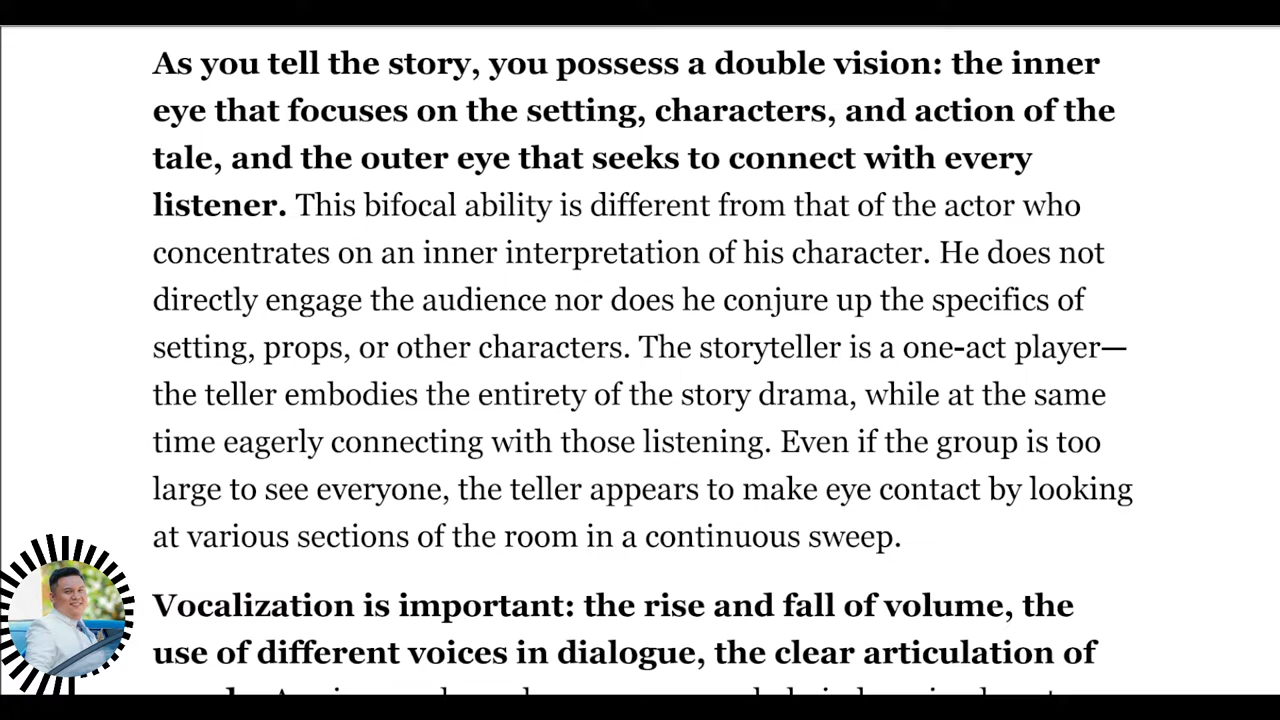 As you tell the story, you possess a double vision: the inner
eye that focuses on the setting, characters, and action of the
tale, and the outer eye that seeks to connect with every
listener. This bifocal ability is different from that of the actor who
concentrates on an inner interpretation of his character. He does not
directly engage the audience nor does he conjure up the specifics of
setting, props, or other characters. The storyteller is a one-act player—
the teller embodies the entirety of the story drama, while at the same
time eagerly connecting with those listening. Even if the group is too
large to see everyone, the teller appears to make eye contact by looking
at various sections of the room in a continuous sweep.
Vocalization is important: the rise and fall of volume, the
use of different voices in dialogue, the clear articulation of